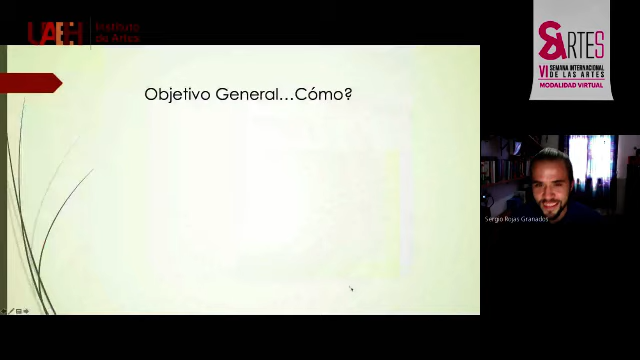 UAEH
Instituto
de Artes
SARTES
VI SEMANA INTERNACIONAL
DE LAS ARTES
MODALIDAD VIRTUAL
Objetivo General...Cómo?
Sergio Rojas Granados